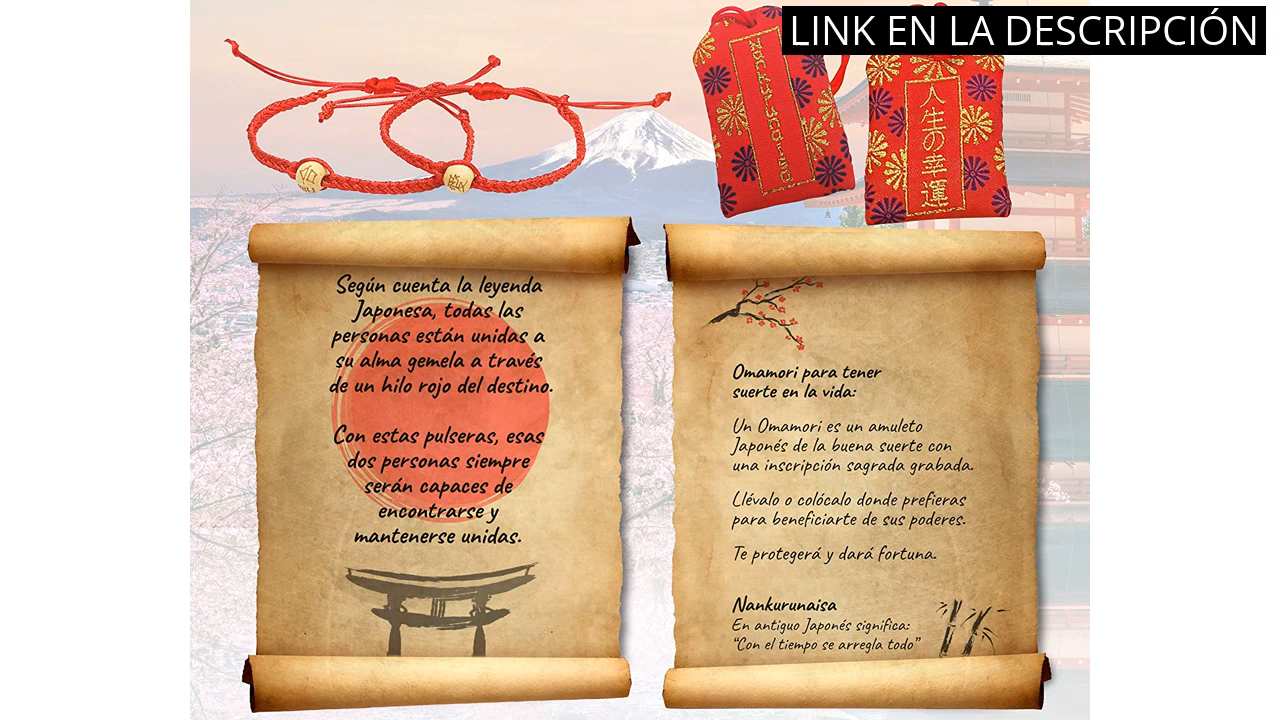 LINK EN LA DESCRIPCIÓN
Nankurunaisa
人生の幸運
Según cuenta la leyenda
Japonesa, todas las
personas están unidas a
su alma gemela a través
de un hilo rojo del destino.
Con estas pulseras, esas
dos personas siempre
serán capaces de
encontrarse y
mantenerse unidas.
Omamori para tener
suerte en la vida:
Un Omamori es un amuleto
Japonés de la buena suerte con
una inscripción sagrada grabada.
Llévalo o colócalo donde prefieras
para beneficiarte de sus poderes.
Te protegerá y dará fortuna.
Nankurunaisa
En antiguo Japonés significa:
“Con el tiempo se arregla todo”